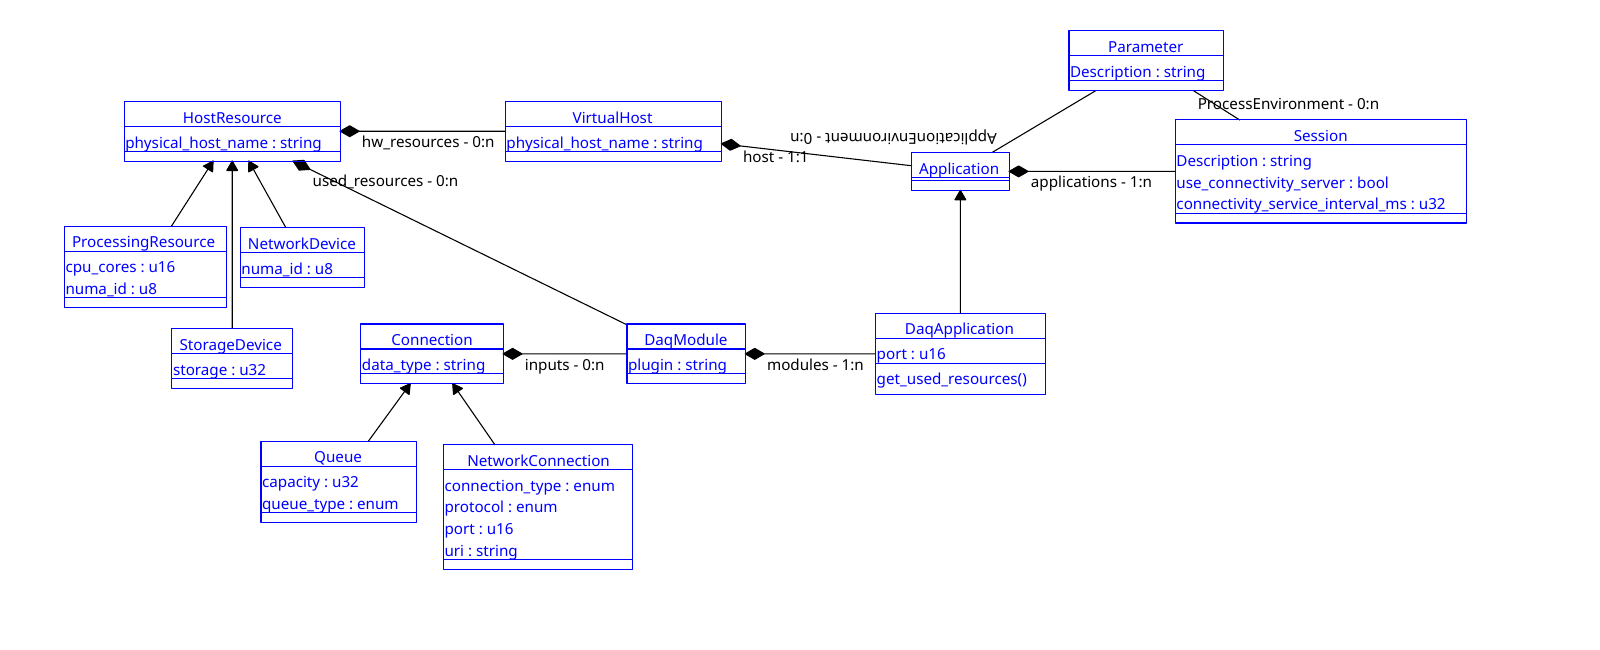 Parameter
Description : string
ProcessEnvironment - 0:n
HostResource
physical_host_name : string
hw_resources - 0:n
VirtualHost
physical_host_name : string
ApplicationEnvironment - 0:n
host - 1:1
Application
applications - 1:n
Session
Description : string
use_connectivity_server : bool
connectivity_service_interval_ms : u32
used_resources - 0:n
ProcessingResource
cpu_cores : u16
numa_id : u8
NetworkDevice
numa_id : u8
StorageDevice
storage : u32
Connection
data_type : string
inputs - 0:n
DaqModule
plugin : string
modules - 1:n
DaqApplication
port : u16
get_used_resources()
Queue
capacity : u32
queue_type : enum
NetworkConnection
connection_type : enum
protocol : enum
port : u16
uri : string